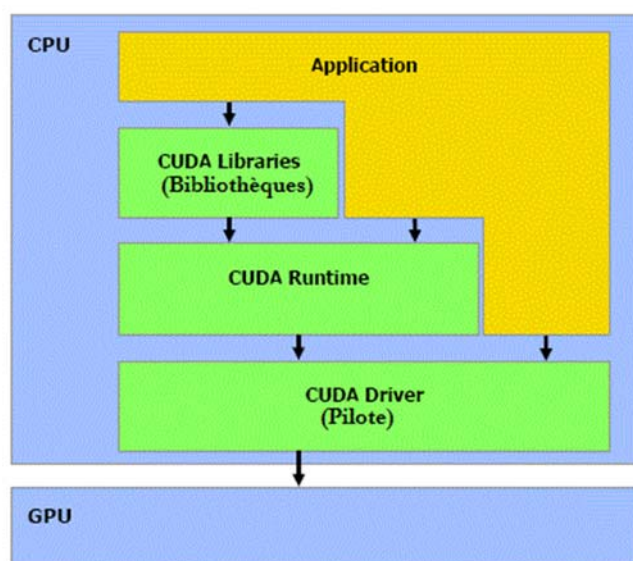 CPU
Application
CUDA Libraries
(Bibliothèques)
CUDA Runtime
CUDA Driver
(Pilote)
GPU